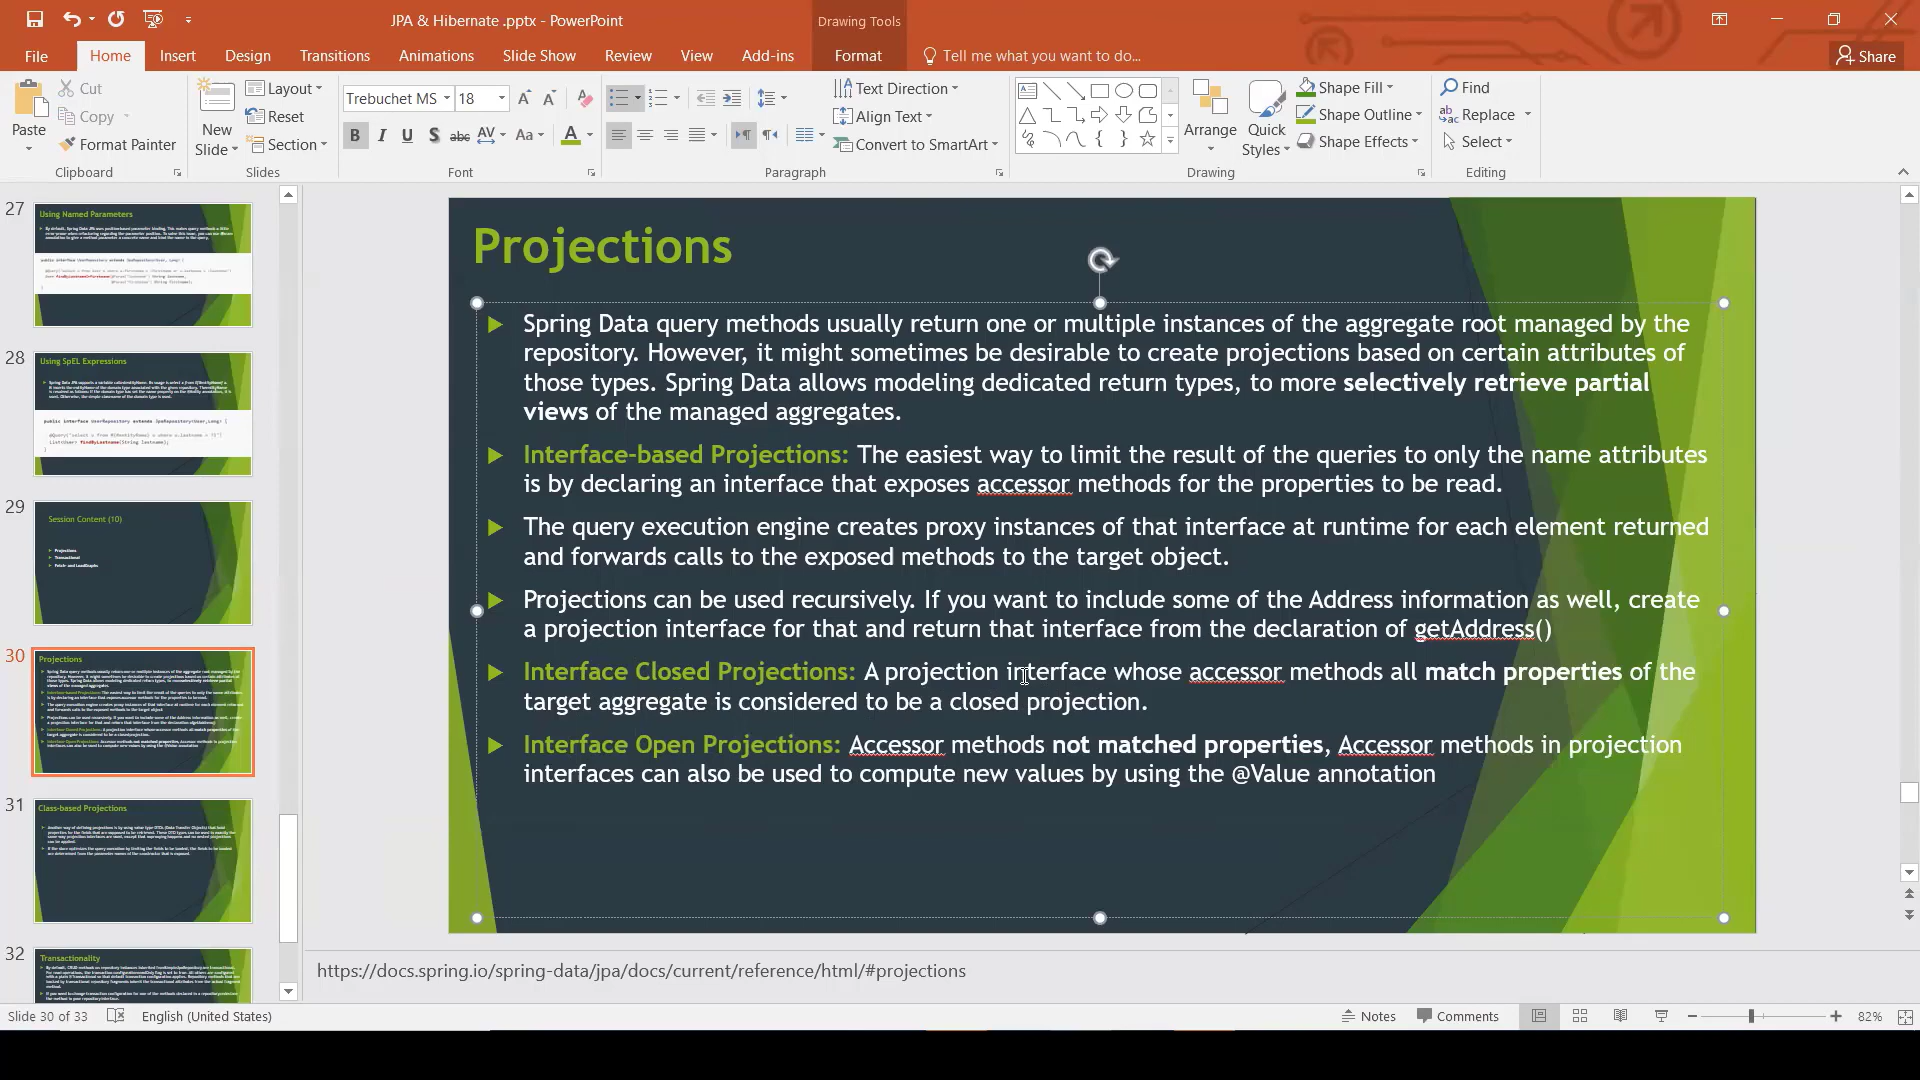 JPA & Hibernate .pptx - PowerPoint
Drawing Tools
File Home Insert Design Transitions Animations Slide Show Review View Add-ins Format Tell me what you want to do... Share
Paste
Cut
Copy
Format Painter
Clipboard
New Slide
Layout
Reset
Section
Slides
Trebuchet MS 18
B I U S abc AV Aa A
Font
Text Direction
Align Text
Convert to SmartArt
Paragraph
Arrange
Quick Styles
Shape Fill
Shape Outline
Shape Effects
Drawing
Find
Replace
Select
Editing
27
Using Named Parameters
28
Using SpEL Expressions
29
Session Content (10)
Projections
Transactional
Fetch- and LoadGraphs
30
Projections
31
Class-based Projections
32
Transactionality
Projections
Spring Data query methods usually return one or multiple instances of the aggregate root managed by the
repository. However, it might sometimes be desirable to create projections based on certain attributes of
those types. Spring Data allows modeling dedicated return types, to more selectively retrieve partial
views of the managed aggregates.
Interface-based Projections: The easiest way to limit the result of the queries to only the name attributes
is by declaring an interface that exposes accessor methods for the properties to be read.
The query execution engine creates proxy instances of that interface at runtime for each element returned
and forwards calls to the exposed methods to the target object.
Projections can be used recursively. If you want to include some of the Address information as well, create
a projection interface for that and return that interface from the declaration of getAddress()
Interface Closed Projections: A projection interface whose accessor methods all match properties of the
target aggregate is considered to be a closed projection.
Interface Open Projections: Accessor methods not matched properties, Accessor methods in projection
interfaces can also be used to compute new values by using the @Value annotation
https://docs.spring.io/spring-data/jpa/docs/current/reference/html/#projections
Slide 30 of 33 English (United States) Notes Comments 82%